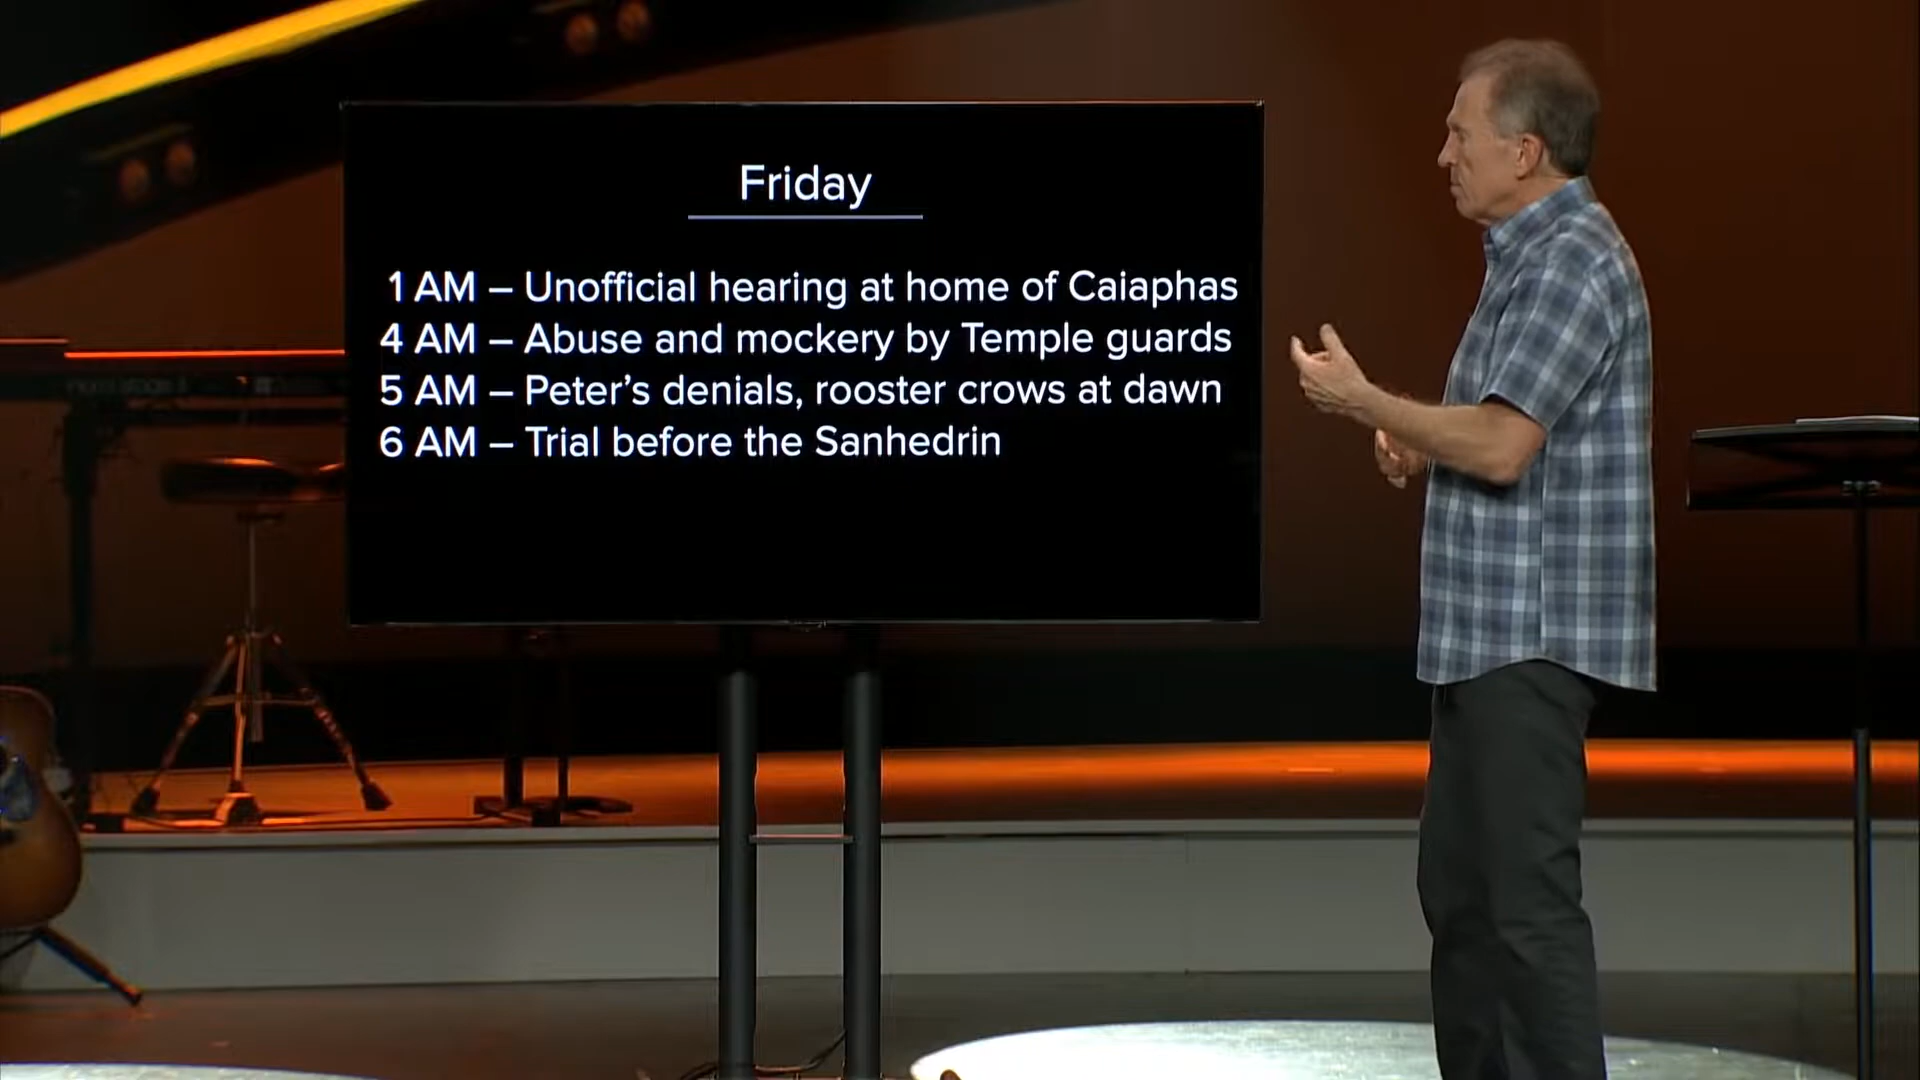 Friday
1 AM – Unofficial hearing at home of Caiaphas
4 AM – Abuse and mockery by Temple guards
5 AM – Peter’s denials, rooster crows at dawn
6 AM – Trial before the Sanhedrin